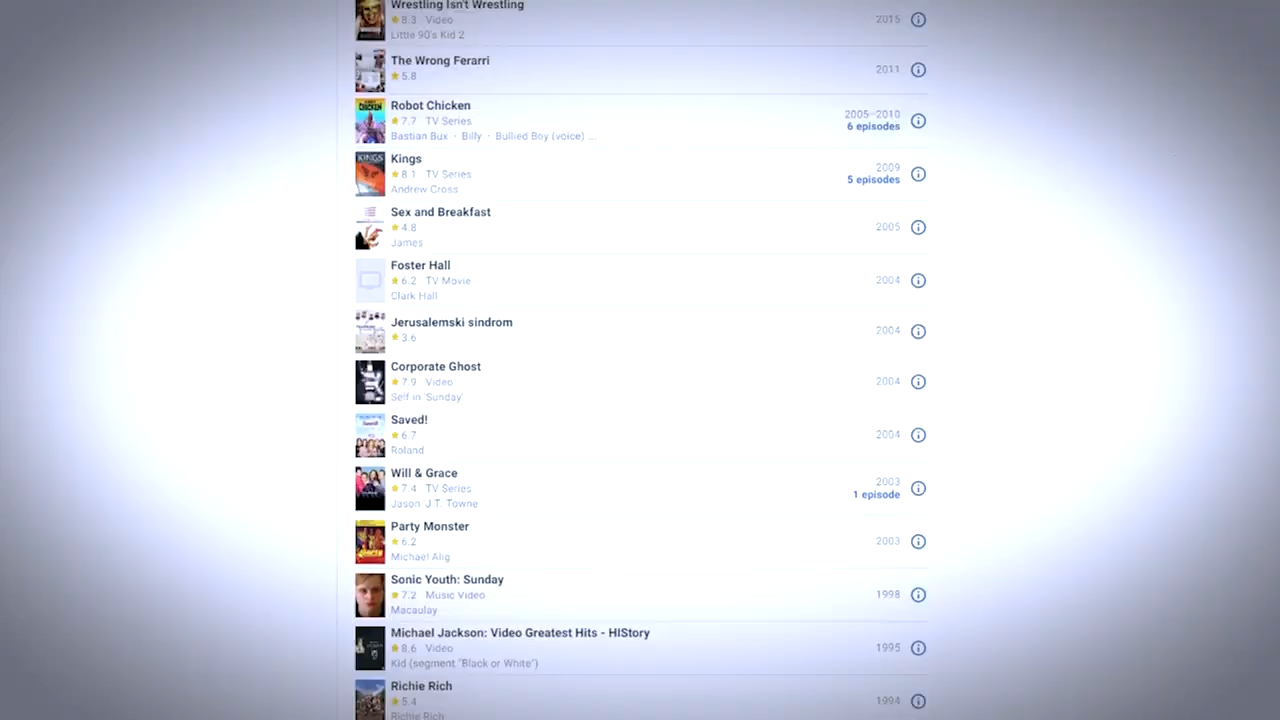 Wrestling Isn't Wrestling
8.3 Video
2015
Little 90's Kid 2
The Wrong Ferarri
5.8
2011
Robot Chicken
7.7 TV Series
Bastian Bux · Billy · Bullied Boy (voice) ...
2005–2010
6 episodes
Kings
8.1 TV Series
Andrew Cross
2009
5 episodes
Sex and Breakfast
4.8
James
2005
Foster Hall
6.2 TV Movie
Clark Hall
2004
Jerusalemski sindrom
3.6
2004
Corporate Ghost
7.9 Video
Self in 'Sunday'
2004
Saved!
6.7
Roland
2004
Will & Grace
7.4 TV Series
Jason 'J.T. Towne
2003
1 episode
Party Monster
6.2
Michael Alig
2003
Sonic Youth: Sunday
7.2 Music Video
Macaulay
1998
Michael Jackson: Video Greatest Hits - HIStory
8.6 Video
Kid (segment "Black or White")
1995
Richie Rich
5.4
Richie Rich
1994